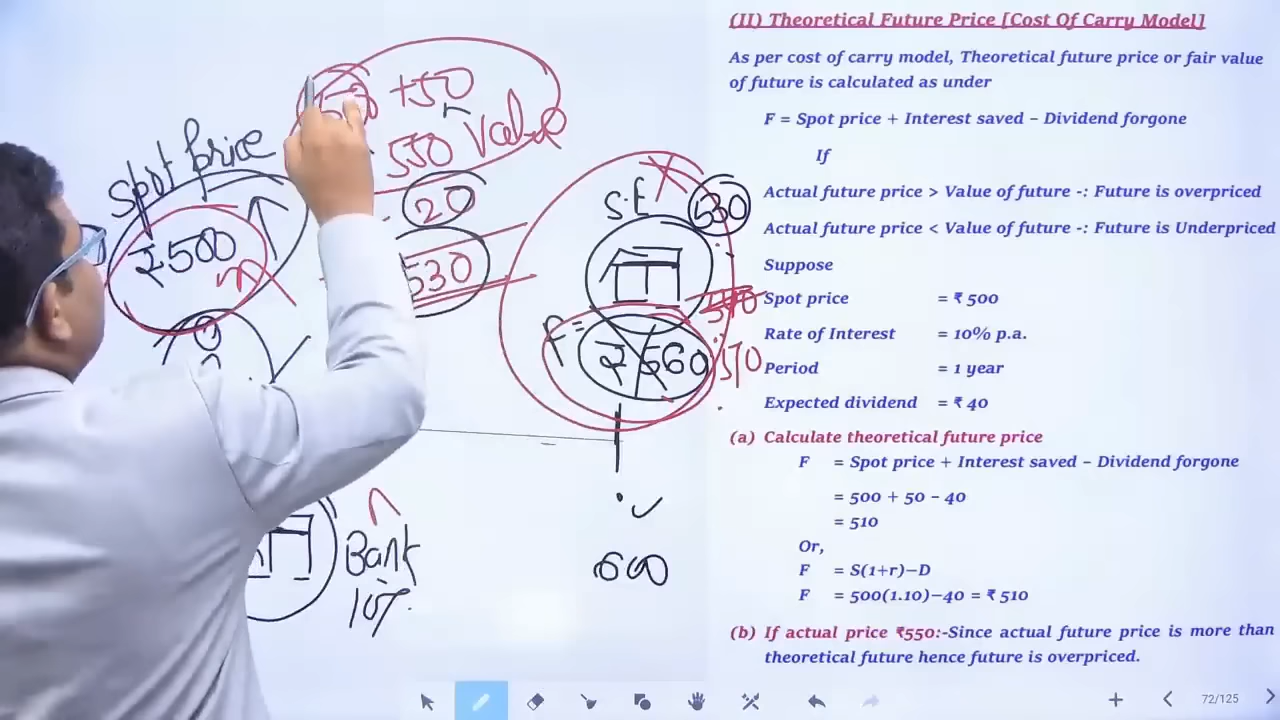 (II) Theoretical Future Price [Cost Of Carry Model]
As per cost of carry model, Theoretical future price or fair value
of future is calculated as under
F = Spot price + Interest saved – Dividend forgone
If
Actual future price > Value of future -: Future is overpriced
Actual future price < Value of future -: Future is Underpriced
Suppose
Spot price = ₹ 500
Rate of Interest = 10% p.a.
Period = 1 year
Expected dividend = ₹ 40
(a) Calculate theoretical future price
F = Spot price + Interest saved – Dividend forgone
= 500 + 50 – 40
= 510
Or,
F = S(1+r)–D
F = 500(1.10)–40 = ₹ 510
(b) If actual price ₹550:-Since actual future price is more than
theoretical future hence future is overpriced.
+50
550 Value
Spot Price
20
₹500
530
S.E
530
F =
₹560
510
600
Bank
10%
72/125